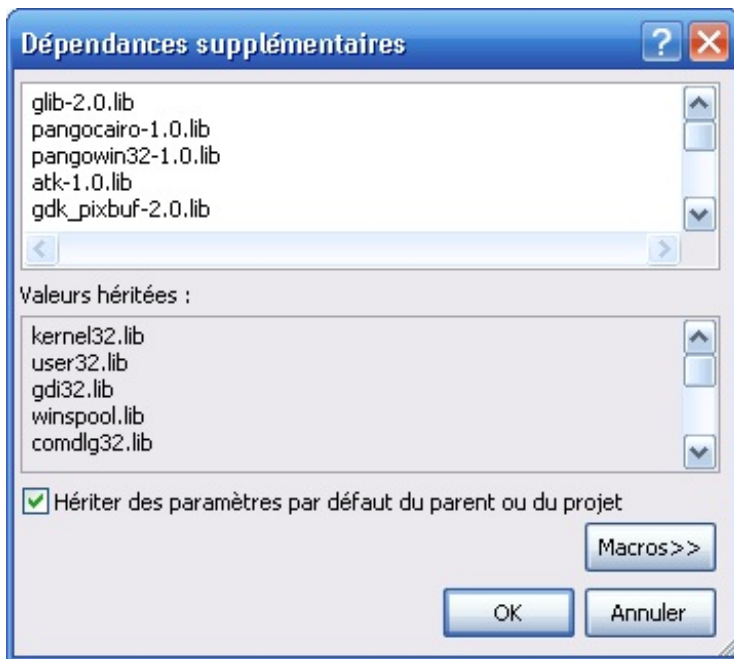 Dépendances supplémentaires
glib-2.0.lib
pangocairo-1.0.lib
pangowin32-1.0.lib
atk-1.0.lib
gdk_pixbuf-2.0.lib
Valeurs héritées :
kernel32.lib
user32.lib
gdi32.lib
winspool.lib
comdlg32.lib
Hériter des paramètres par défaut du parent ou du projet
Macros>>
OK Annuler